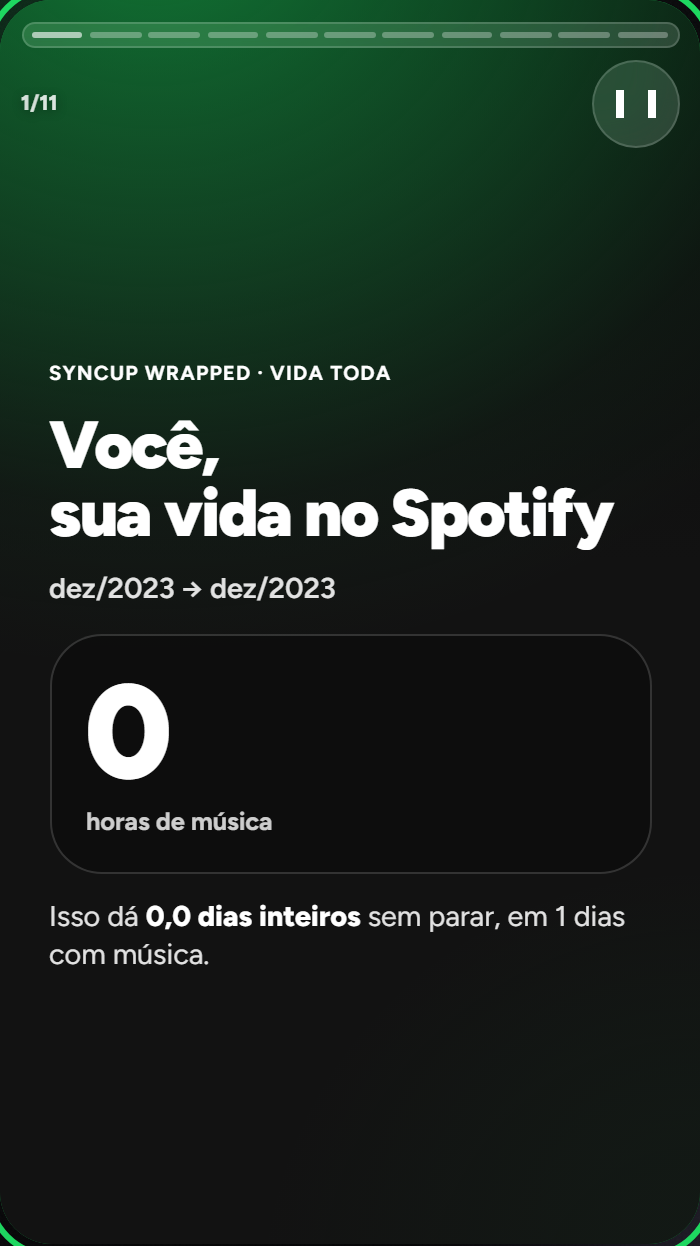 1/11
SYNCUP WRAPPED · VIDA TODA
Você,
sua vida no Spotify
dez/2023 → dez/2023
0
horas de música
Isso dá 0,0 dias inteiros sem parar, em 1 dias
com música.